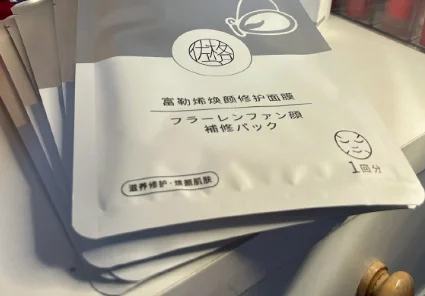 富勒烯焕颜修护面膜
フラーレンファン顔
補修パック
滋养修护·焕颜肌肤
1回分